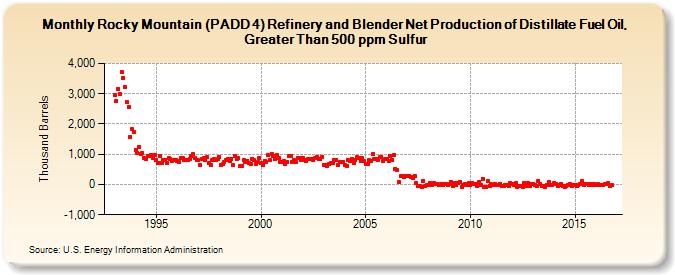 Monthly Rocky Mountain (PADD 4) Refinery and Blender Net Production of Distillate Fuel Oil,
Greater Than 500 ppm Sulfur
Thousand Barrels
4,000
3,000
2,000
1,000
0
-1,000
1995
2000
2005
2010
2015
Source: U.S. Energy Information Administration